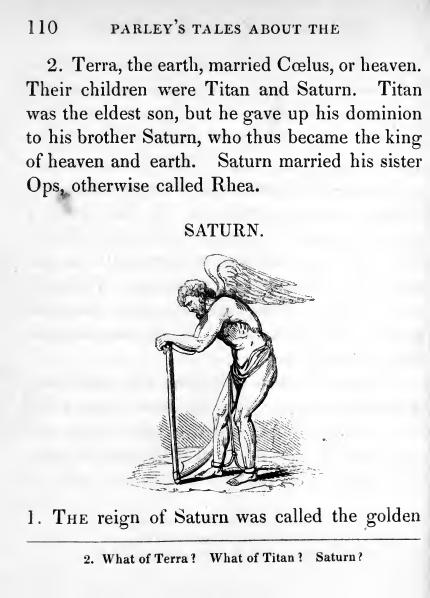 110 PARLEY'S TALES ABOUT THE
2. Terra, the earth, married Cœlus, or heaven.
Their children were Titan and Saturn. Titan
was the eldest son, but he gave up his dominion
to his brother Saturn, who thus became the king
of heaven and earth. Saturn married his sister
Ops, otherwise called Rhea.
SATURN.
1. THE reign of Saturn was called the golden
2. What of Terra? What of Titan? Saturn?